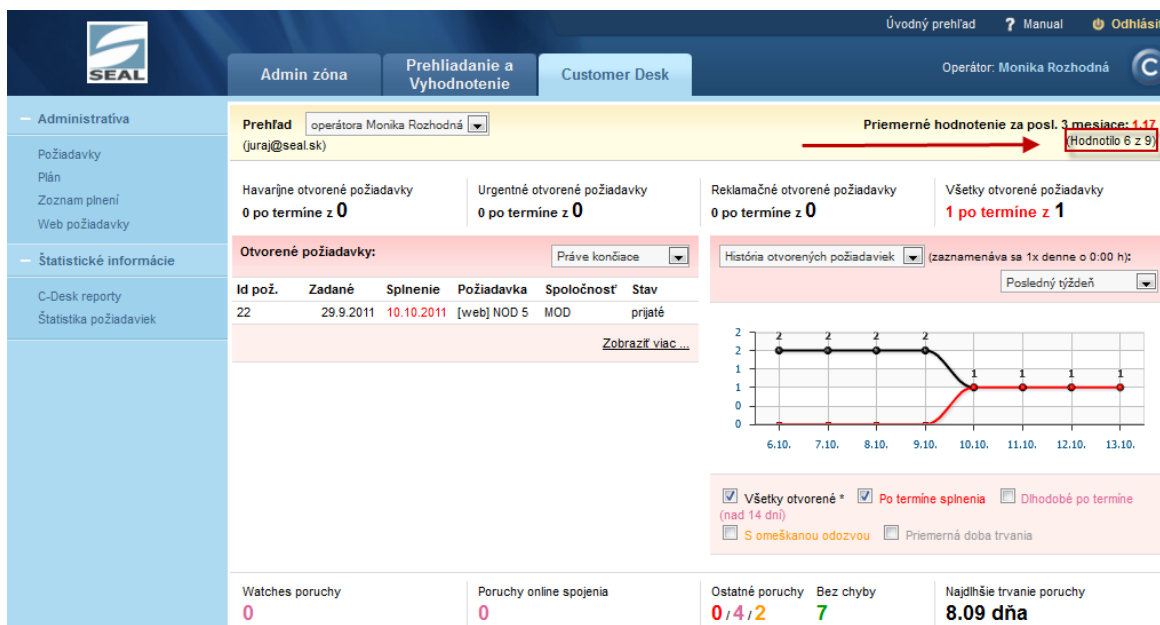 Úvodný prehľad ? Manual Odhlásiť
SEAL
Admin zóna
Prehliadanie a
Vyhodnotenie
Customer Desk
Operátor: Monika Rozhodná
Administratíva
Požiadavky
Plán
Zoznam plnení
Web požiadavky
Štatistické informácie
C-Desk reporty
Štatistika požiadaviek
Prehľad operátora Monika Rozhodná
(juraj@seal.sk)
Priemerné hodnotenie za posl. 3 mesiace: 1.17
(Hodnotilo 6 z 9)
Havaríjne otvorené požiadavky
0 po termíne z 0
Urgentné otvorené požiadavky
0 po termíne z 0
Reklamačné otvorené požiadavky
0 po termíne z 0
Všetky otvorené požiadavky
1 po termíne z 1
Otvorené požiadavky: Práve končiace
Id pož. Zadané Splnenie Požiadavka Spoločnosť Stav
22 29.9.2011 10.10.2011 [web] NOD 5 MOD prijaté
Zobraziť viac ...
História otvorených požiadaviek (zaznamenáva sa 1x denne o 0:00 h):
Posledný týždeň
2
2
1
1
0
0
2 2 2 2 1 1 1 1
6.10. 7.10. 8.10. 9.10. 10.10. 11.10. 12.10. 13.10.
Všetky otvorené * Po termíne splnenia Dlhodobé po termíne
(nad 14 dní)
S omeškanou odozvou Priemerná doba trvania
Watches poruchy
0
Poruchy online spojenia
0
Ostatné poruchy
0 / 4 / 2
Bez chyby
7
Najdlhšie trvanie poruchy
8.09 dňa